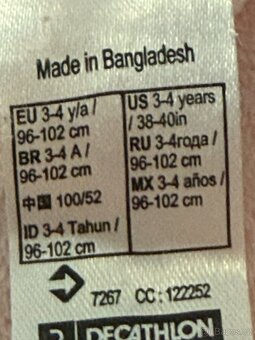 Made in Bangladesh
EU 3-4 y/a /
96-102 cm
BR 3-4 A /
96-102 cm
中国 100/52
ID 3-4 Tahun /
96-102 cm
US 3-4 years
/ 38-40in
RU 3-4года /
96-102 cm
MX 3-4 años /
96-102 cm
7267 CC: 122252
DECATHLON